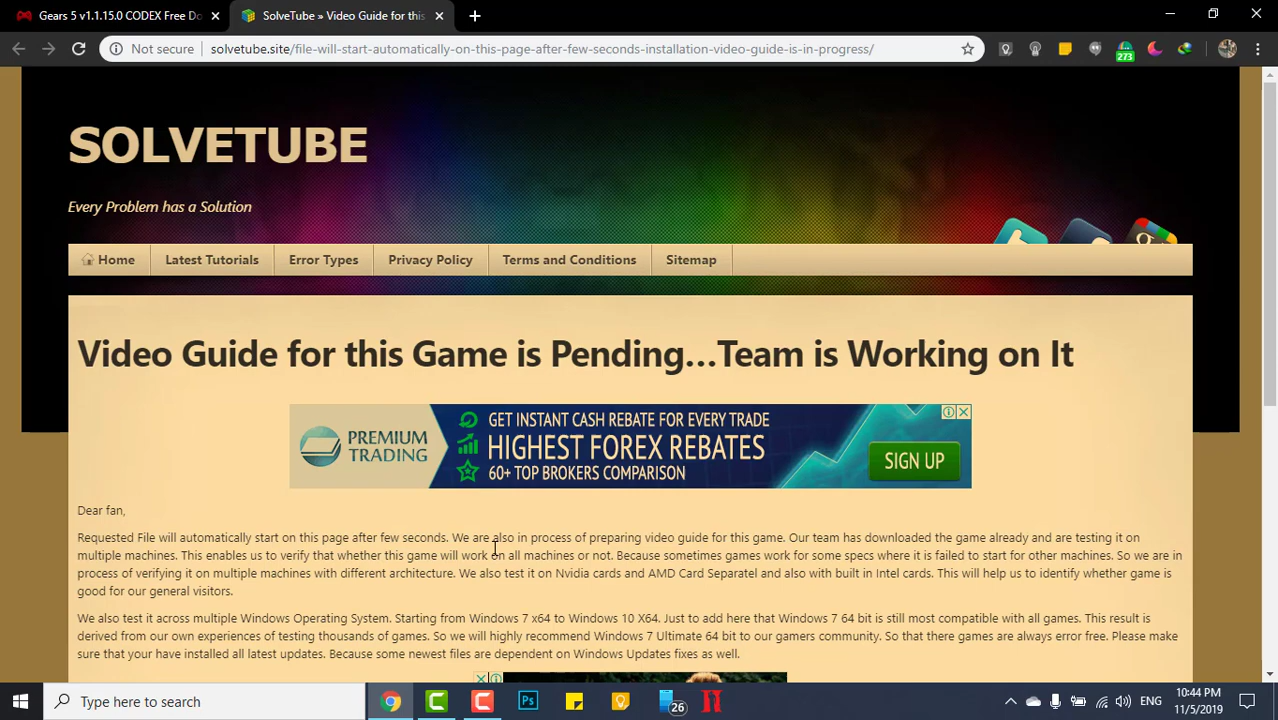 Gears 5 v1.1.15.0 CODEX Free Do
SolveTube » Video Guide for this
Not secure
solvetube.site/file-will-start-automatically-on-this-page-after-few-seconds-installation-video-guide-is-in-progress/
273
SOLVETUBE
Every Problem has a Solution
Home
Latest Tutorials
Error Types
Privacy Policy
Terms and Conditions
Sitemap
Video Guide for this Game is Pending…Team is Working on It
PREMIUM
TRADING
GET INSTANT CASH REBATE FOR EVERY TRADE
HIGHEST FOREX REBATES
60+ TOP BROKERS COMPARISON
SIGN UP
Dear fan,
Requested File will automatically start on this page after few seconds. We are also in process of preparing video guide for this game. Our team has downloaded the game already and are testing it on
multiple machines. This enables us to verify that whether this game will work on all machines or not. Because sometimes games work for some specs where it is failed to start for other machines. So we are in
process of verifying it on multiple machines with different architecture. We also test it on Nvidia cards and AMD Card Separatel and also with built in Intel cards. This will help us to identify whether game is
good for our general visitors.
We also test it across multiple Windows Operating System. Starting from Windows 7 x64 to Windows 10 X64. Just to add here that Windows 7 64 bit is still most compatible with all games. This result is
derived from our own experiences of testing thousands of games. So we will highly recommend Windows 7 Ultimate 64 bit to our gamers community. So that there games are always error free. Please make
sure that your have installed all latest updates. Because some newest files are dependent on Windows Updates fixes as well.
Type here to search
Ps
26
ENG
10:44 PM
11/5/2019